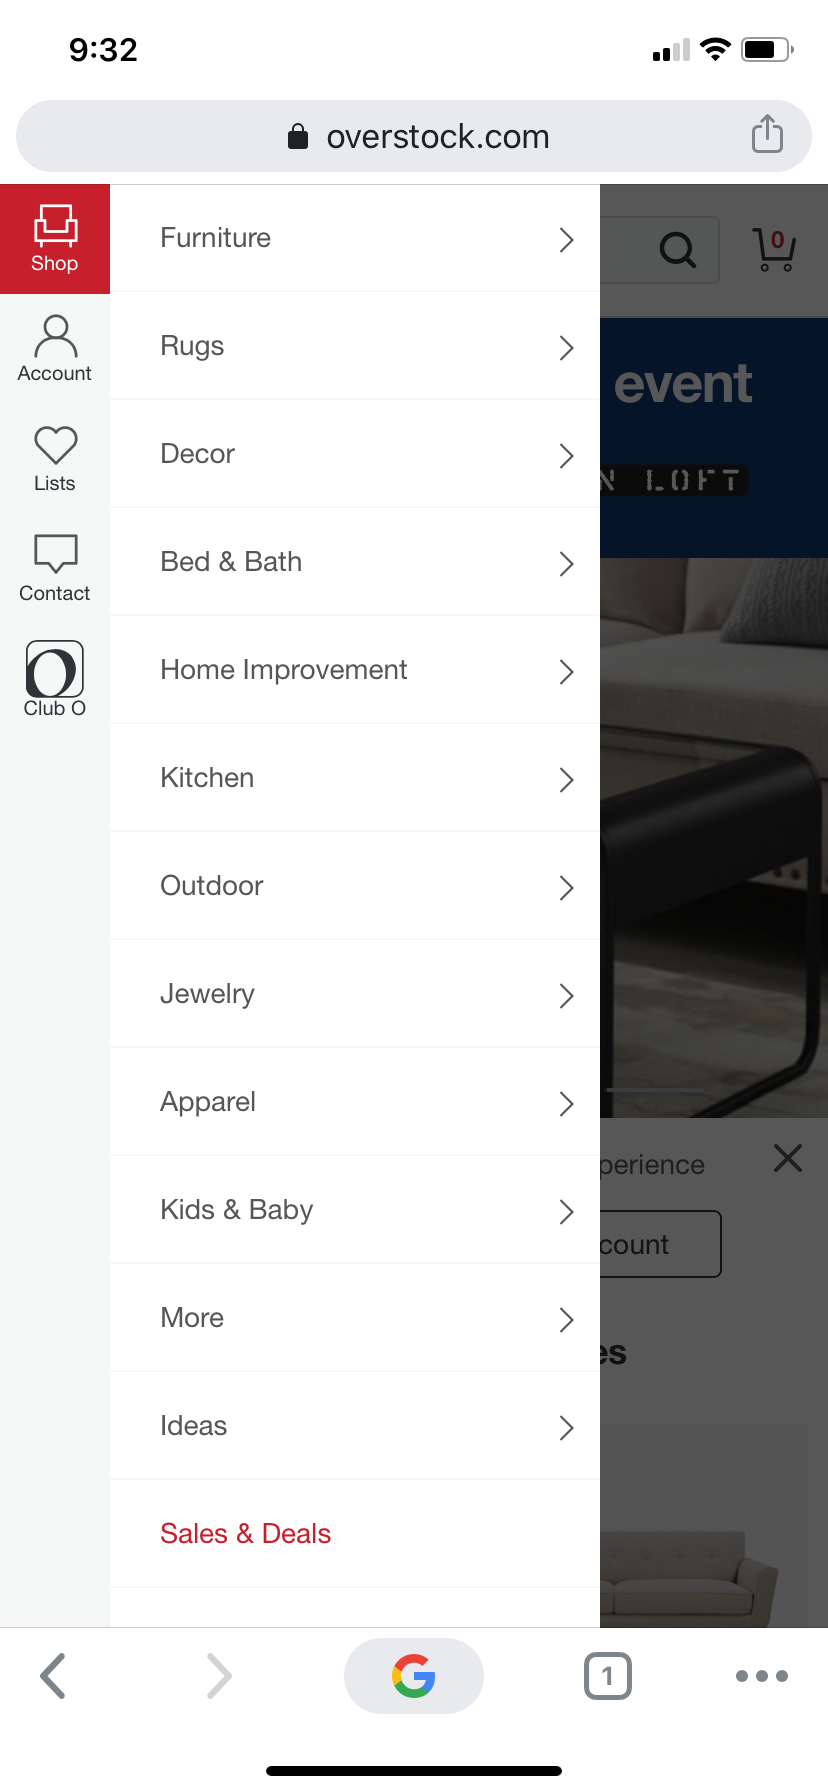 9:32
overstock.com
Shop
Account
Lists
Contact
Club O
Furniture
Rugs
Decor
Bed & Bath
Home Improvement
Kitchen
Outdoor
Jewelry
Apparel
Kids & Baby
More
Ideas
Sales & Deals
0
event
N LOFT
perience
count
es
1